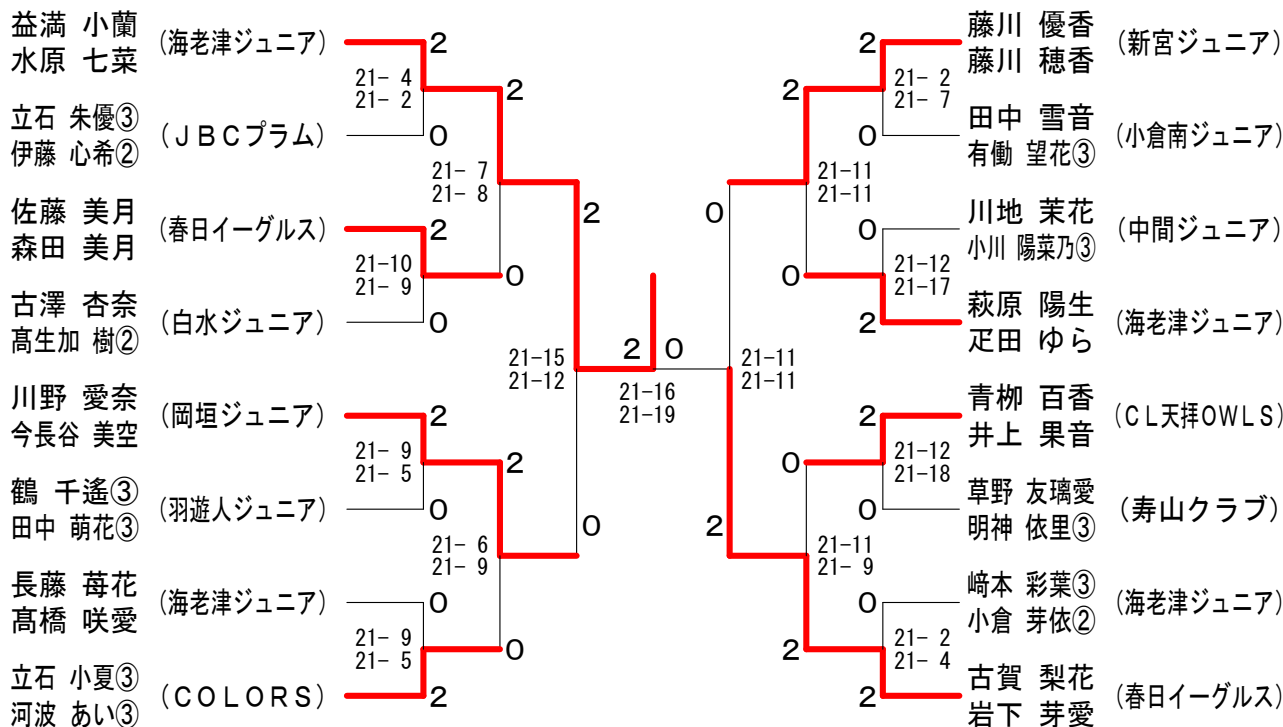 益満 小蘭
水原 七菜
(海老津ジュニア)
2
21- 4
21- 2
立石 朱優③
伊藤 心希②
(ＪＢＣプラム)
0
2
21- 7
21- 8
佐藤 美月
森田 美月
(春日イーグルス)
2
21-10
21- 9
古澤 杏奈
髙生加 樹②
(白水ジュニア)
0
0
2
21-15
21-12
川野 愛奈
今長谷 美空
(岡垣ジュニア)
2
21- 9
21- 5
鶴 千遙③
田中 萌花③
(羽遊人ジュニア)
0
2
21- 6
21- 9
長藤 苺花
髙橋 咲愛
(海老津ジュニア)
0
21- 9
21- 5
立石 小夏③
河波 あい③
(ＣＯＬＯＲＳ)
2
0
0
2 0
21-16
21-19
藤川 優香
藤川 穂香
(新宮ジュニア)
2
21- 2
21- 7
田中 雪音
有働 望花③
(小倉南ジュニア)
0
2
21-11
21-11
川地 茉花
小川 陽菜乃③
(中間ジュニア)
0
21-12
21-17
萩原 陽生
疋田 ゆら
(海老津ジュニア)
2
0
0
21-11
21-11
青栁 百香
井上 果音
(ＣＬ天拝OWLS)
2
21-12
21-18
草野 友璃愛
明神 依里③
(寿山クラブ)
0
0
21-11
21- 9
﨑本 彩葉③
小倉 芽依②
(海老津ジュニア)
0
21- 2
21- 4
古賀 梨花
岩下 芽愛
(春日イーグルス)
2
2
2